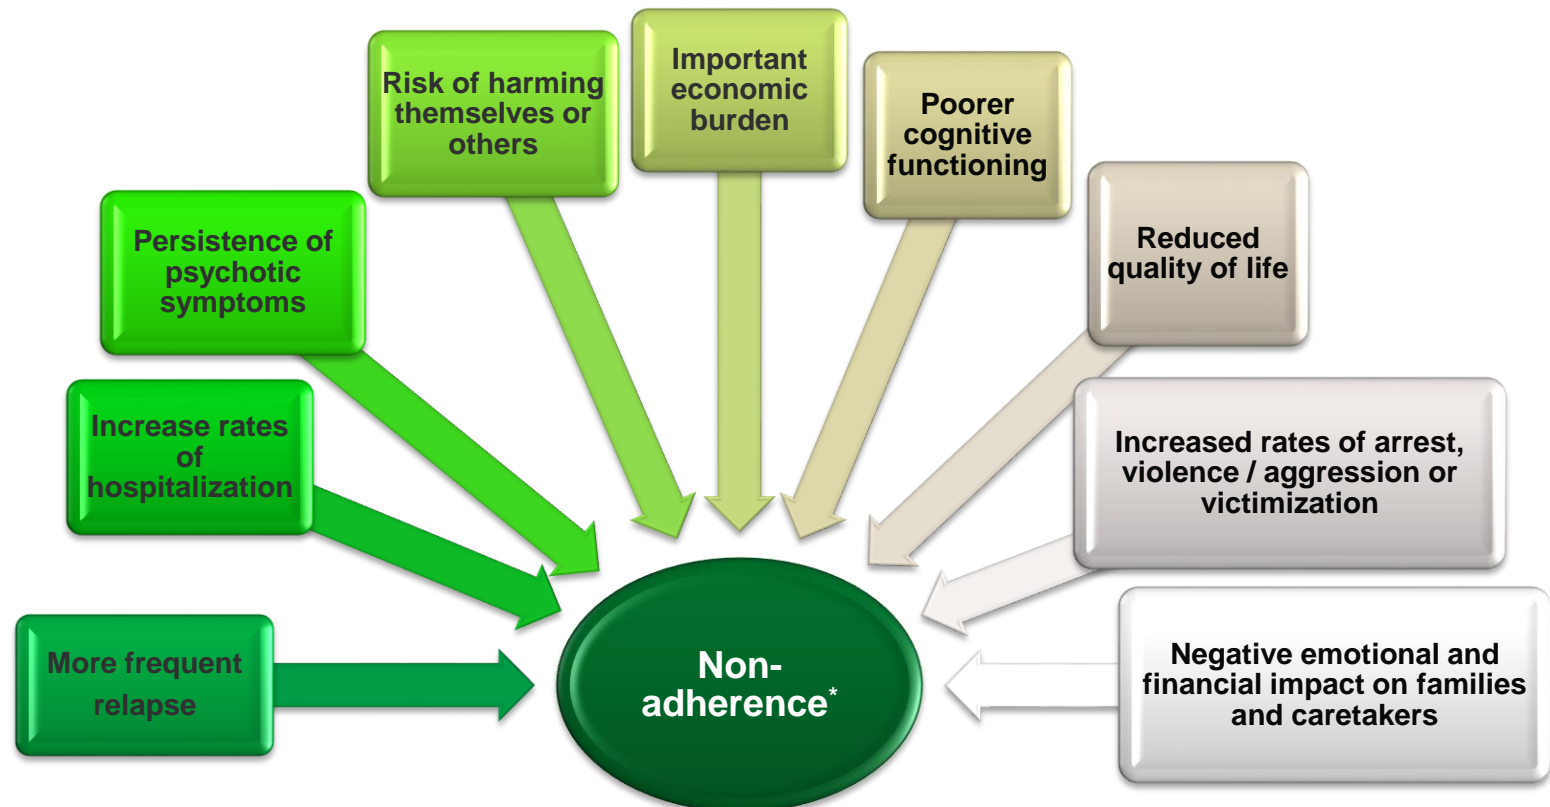 More frequent
relapse
Increase rates
of
hospitalization
Persistence of
psychotic
symptoms
Risk of harming
themselves or
others
Important
economic
burden
Poorer
cognitive
functioning
Reduced
quality of life
Increased rates of arrest,
violence / aggression or
victimization
Negative emotional and
financial impact on families
and caretakers
Non-
adherence*